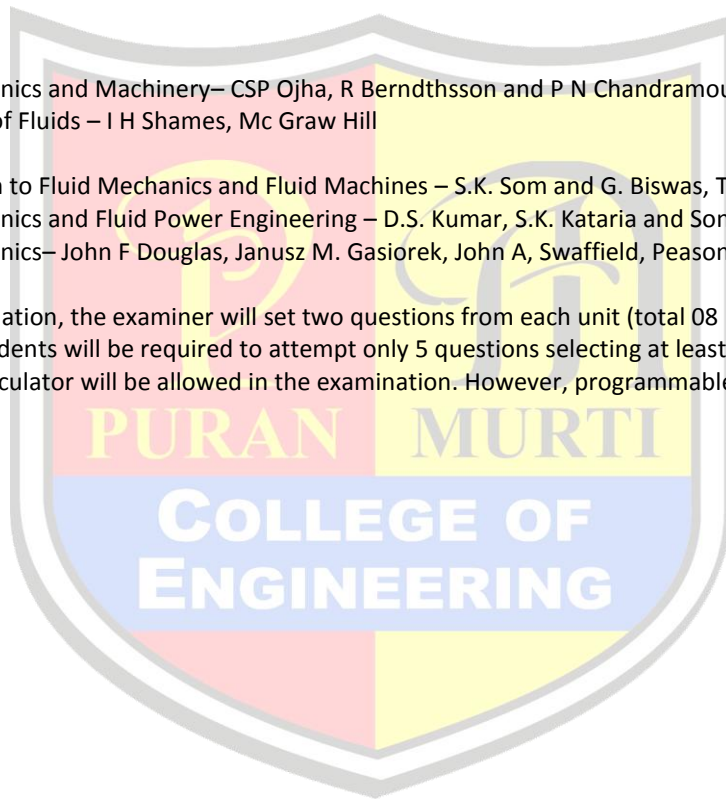 nics and Machinery– CSP Ojha, R Berndthsson and P N Chandramou
of Fluids – I H Shames, Mc Graw Hill
n to Fluid Mechanics and Fluid Machines – S.K. Som and G. Biswas, T
nics and Fluid Power Engineering – D.S. Kumar, S.K. Kataria and Son
nics– John F Douglas, Janusz M. Gasiorek, John A, Swaffield, Peason
ation, the examiner will set two questions from each unit (total 08
dents will be required to attempt only 5 questions selecting at least
culator will be allowed in the examination. However, programmable
PURAN MURTI
COLLEGE OF
ENGINEERING